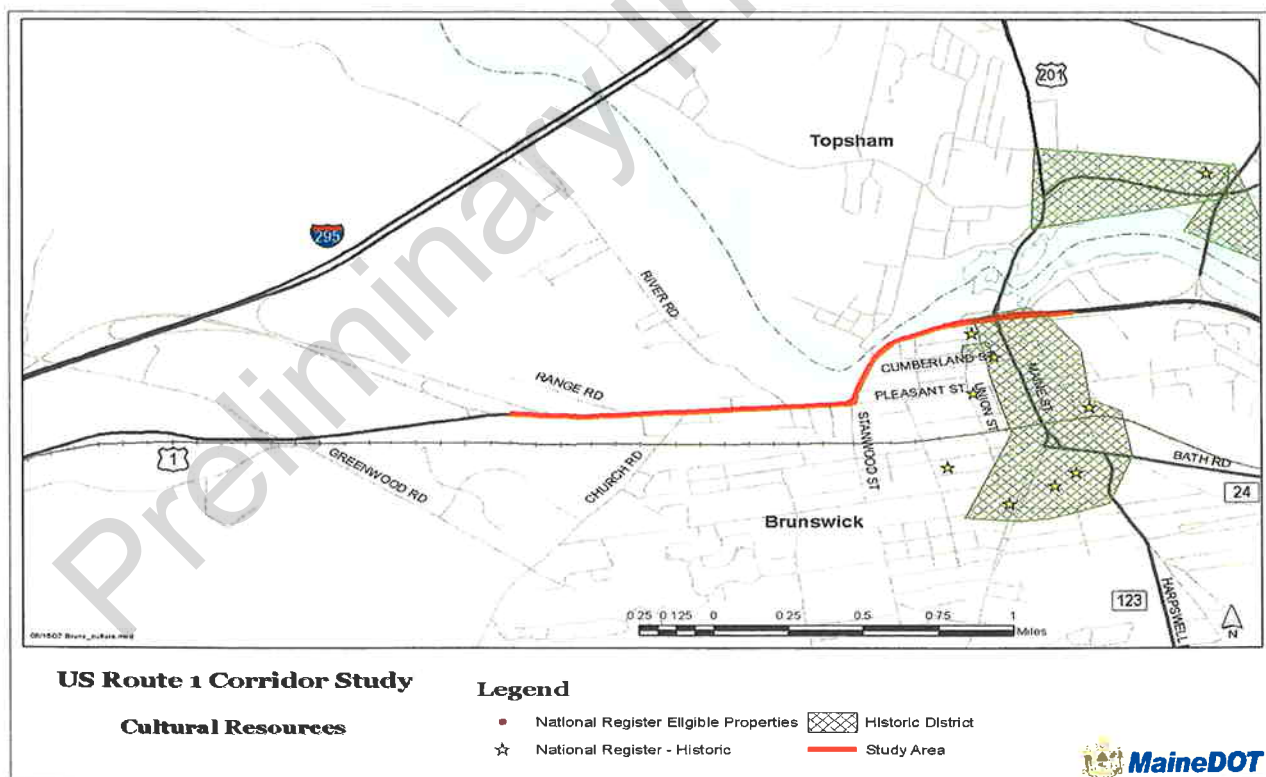 Preliminary In
201
Topsham
295
RIVER RD
CUMBERLAND S
RANGE RD
PLEASANT ST
UNION ST
MAINE ST
STANWOOD ST
1
GREENWOOD RD
CHURCH RD
BATH RD
24
Brunswick
123
HARPSWELL
0.25 0.125 0 0.25 0.5 0.75 1
Miles
N
US Route 1 Corridor Study
Cultural Resources
Legend
National Register Eligible Properties
Historic District
National Register - Historic
Study Area
MaineDOT